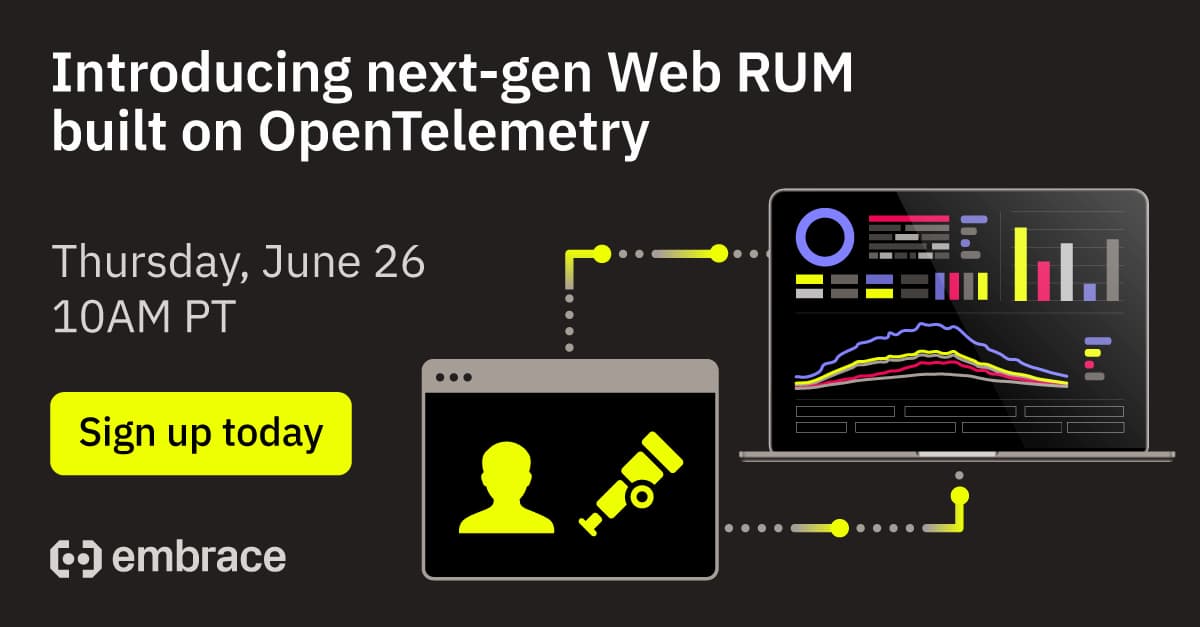 Introducing next-gen Web RUM
built on OpenTelemetry
Thursday, June 26
10AM PT
Sign up today
embrace